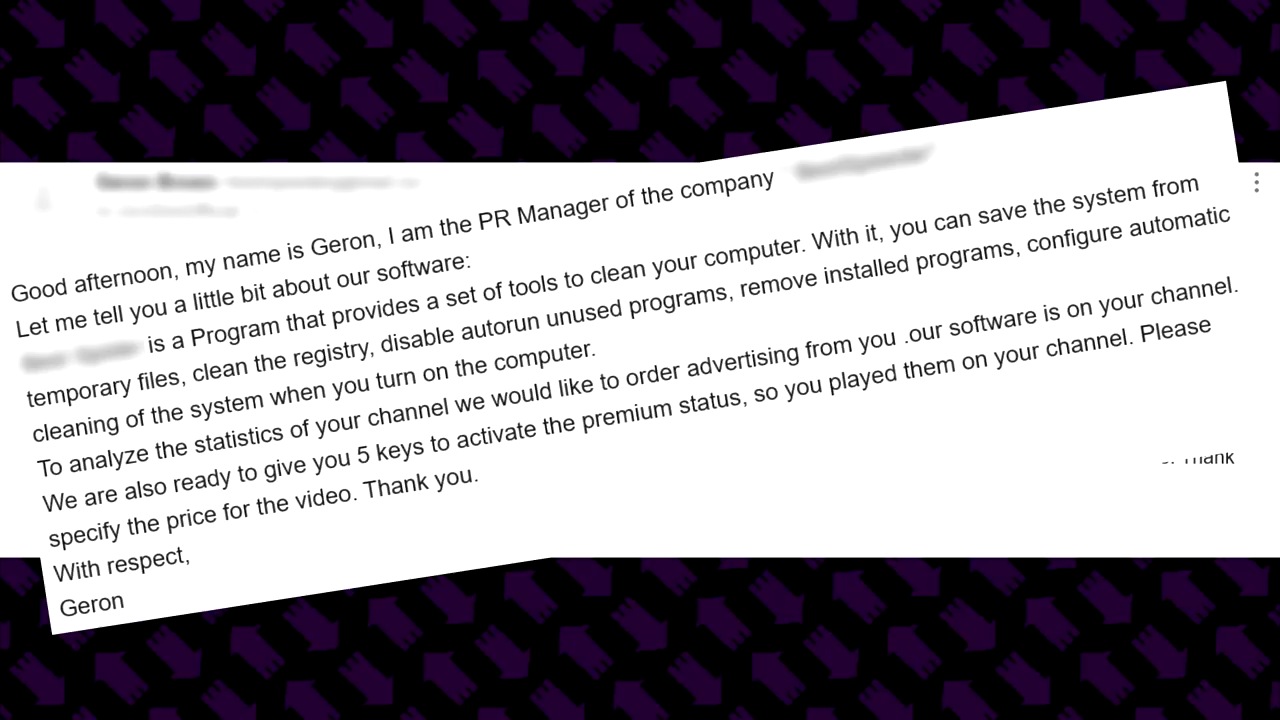 Good afternoon, my name is Geron, I am the PR Manager of the company
Let me tell you a little bit about our software:
is a Program that provides a set of tools to clean your computer. With it, you can save the system from
temporary files, clean the registry, disable autorun unused programs, remove installed programs, configure automatic
cleaning of the system when you turn on the computer.
To analyze the statistics of your channel we would like to order advertising from you .our software is on your channel.
We are also ready to give you 5 keys to activate the premium status, so you played them on your channel. Please
specify the price for the video. Thank you.
With respect,
Geron